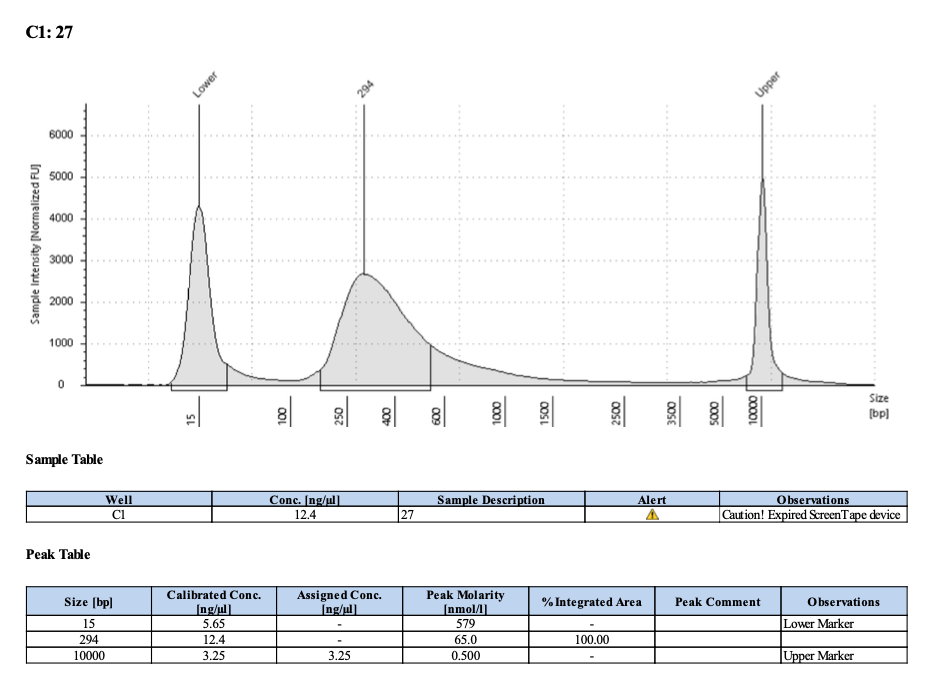 C1: 27
Lower
294
Upper
Sample Intensity [Normalized FU]
6000
5000
4000
3000
2000
1000
0
15
100
250
400
600
1000
1500
2500
3500
5000
10000
Size
[bp]
Sample Table
Well Conc. [ng/µl] Sample Description Alert Observations
C1 12.4 27 Caution! Expired ScreenTape device
Peak Table
Size [bp] Calibrated Conc. [ng/µl] Assigned Conc. [ng/µl] Peak Molarity [nmol/l] % Integrated Area Peak Comment Observations
15 5.65 - 579 - Lower Marker
294 12.4 - 65.0 100.00
10000 3.25 3.25 0.500 - Upper Marker